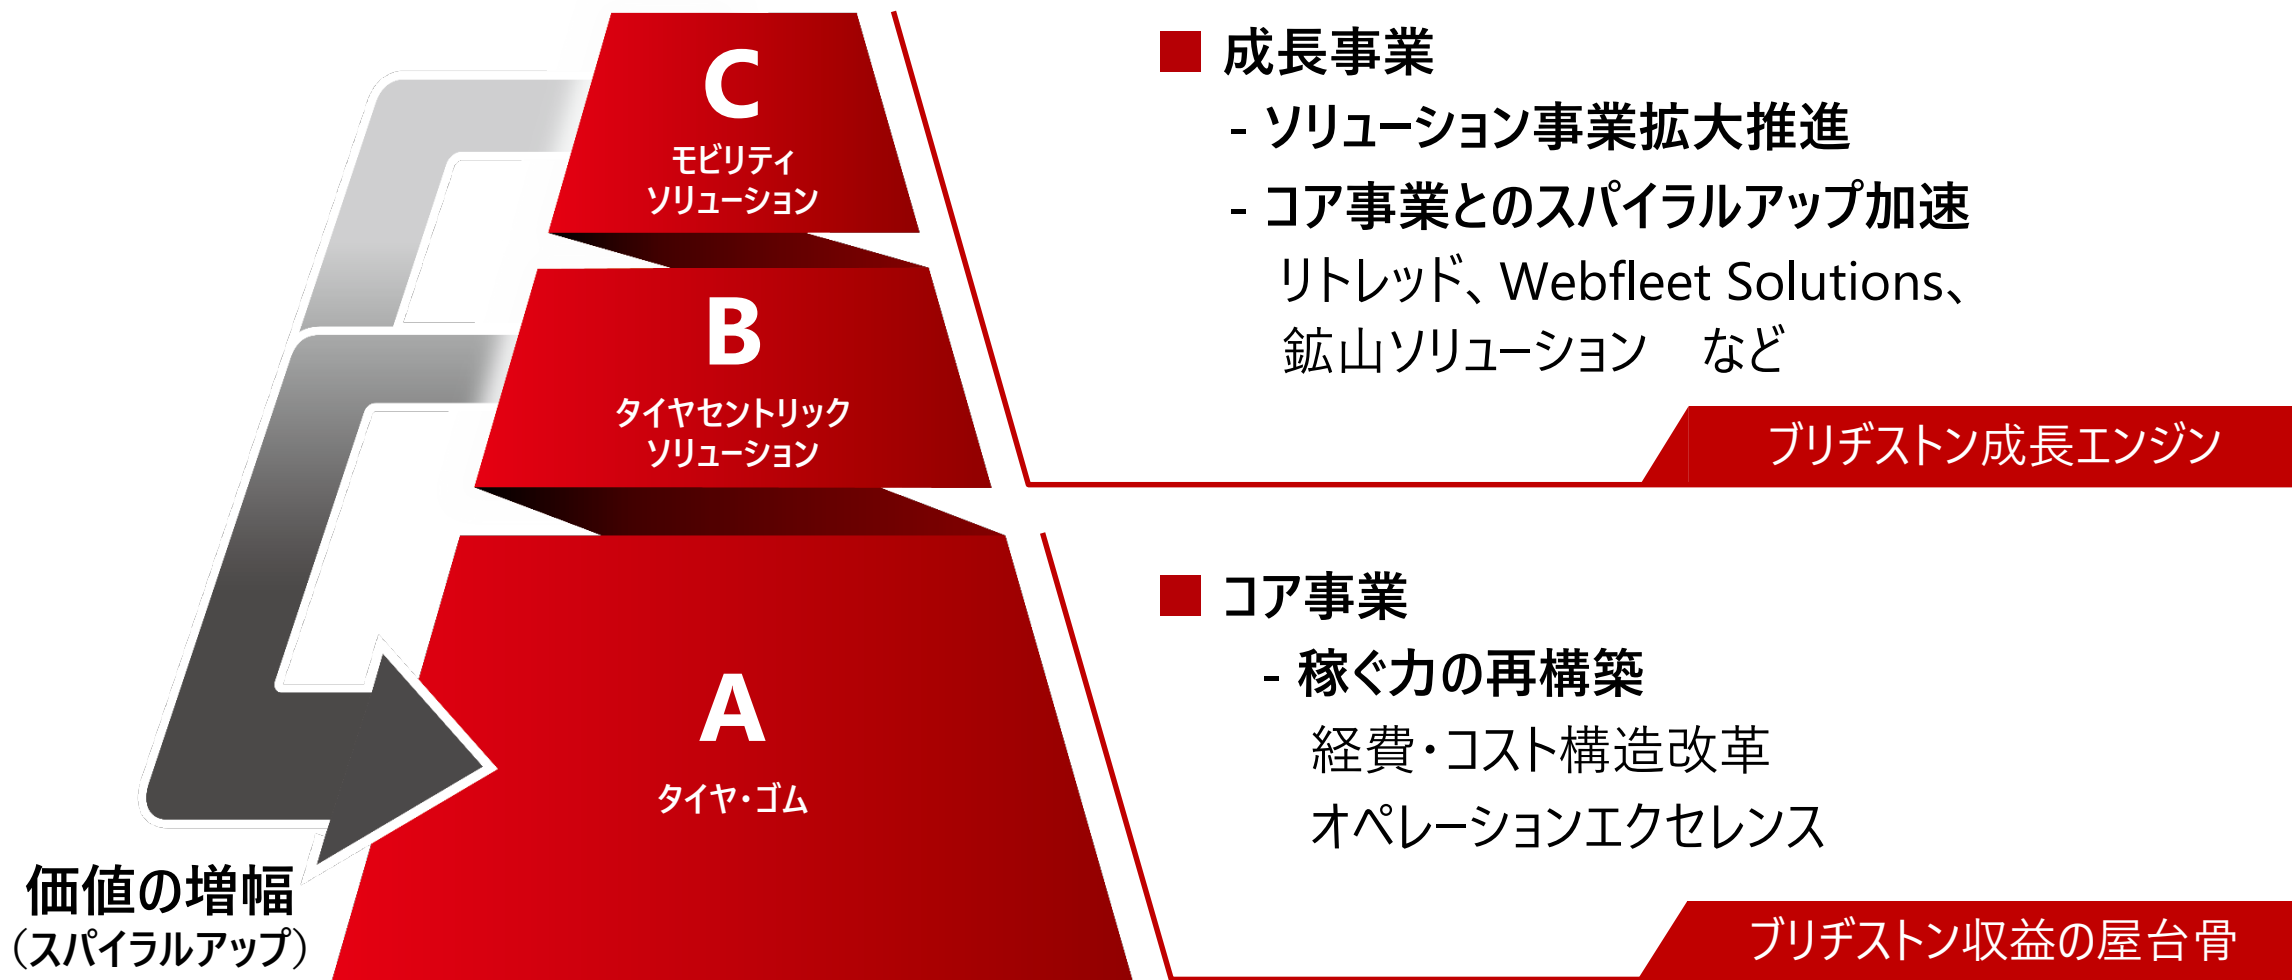 C
モビリティ
ソリューション
B
タイヤセントリック
ソリューション
A
タイヤ・ゴム
価値の増幅
（スパイラルアップ）
■ 成長事業
- ソリューション事業拡大推進
- コア事業とのスパイラルアップ加速
リトレッド、Webfleet Solutions、
鉱山ソリューション　など
ブリヂストン成長エンジン
■ コア事業
- 稼ぐ力の再構築
経費・コスト構造改革
オペレーションエクセレンス
ブリヂストン収益の屋台骨